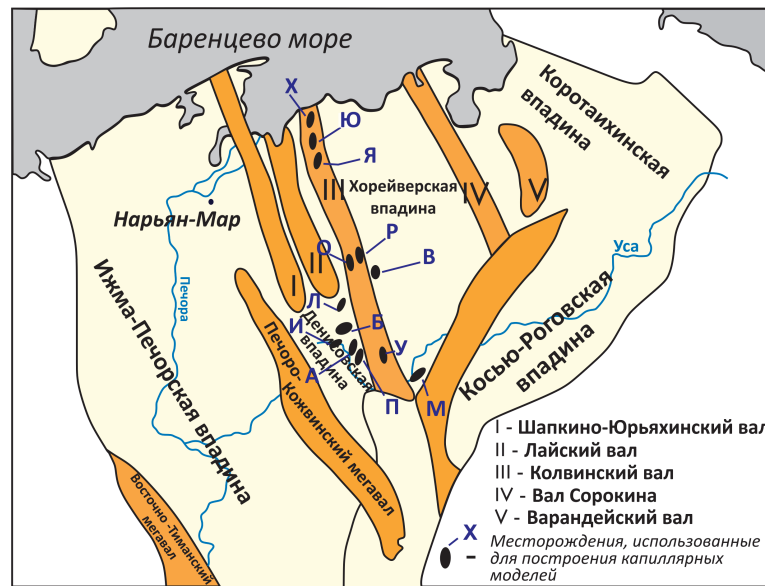 Баренцево море
Х
Ю
Я
Коротаихинская
впадина
III
Хорейверская
впадина
IV
V
Нарьян-Мар
Р
О
В
II
Уса
I
Печора
Л
Б
И
Денисовская
впадина
У
А
П
М
Ижма-Печорская впадина
Печоро-
Кожвинский мегавал
Косью-Роговская
впадина
Восточно-Тиманский
мегавал
I - Шапкино-Юрьяхинский вал
II - Лайский вал
III - Колвинский вал
IV - Вал Сорокина
V - Варандейский вал
Х
- Месторождения, использованные
для построения капиллярных
моделей